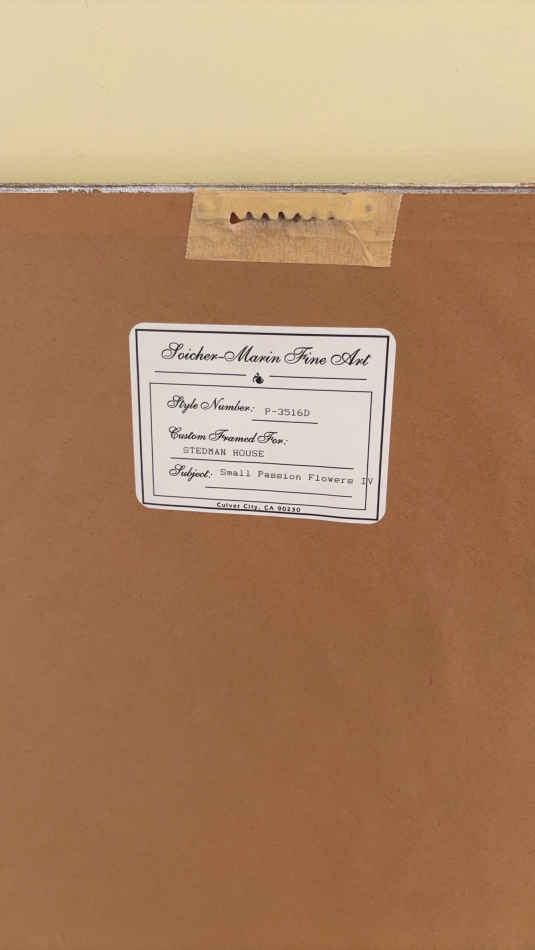 Soicher-Marin Fine Art
Style Number: P-3516D
Custom Framed For:
STEDMAN HOUSE
Subject: Small Passion Flowers IV
Culver City, CA 90230